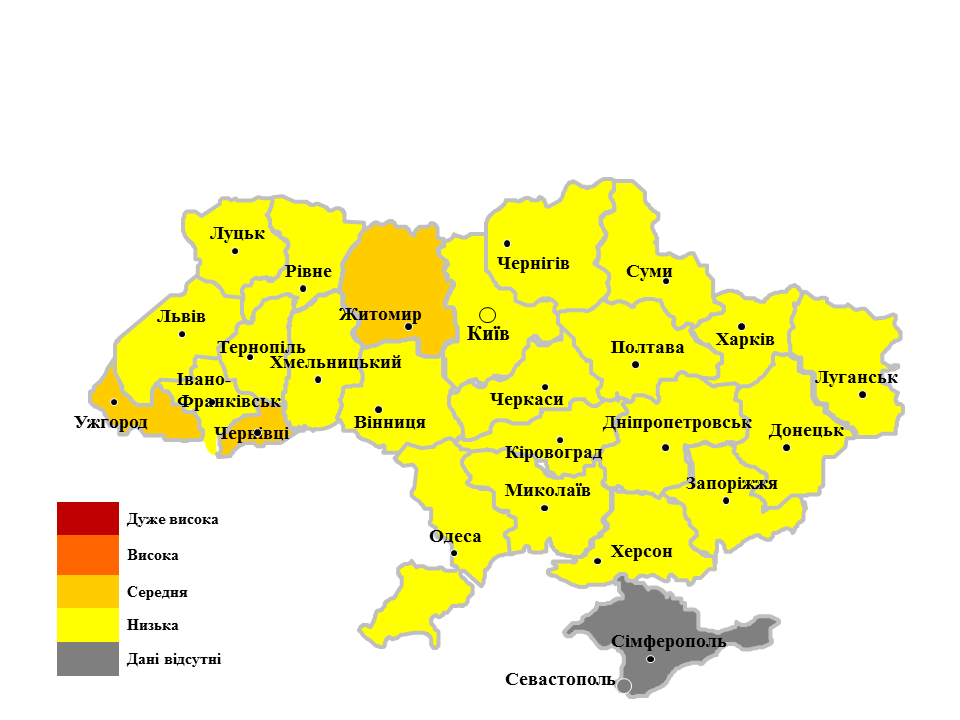 Луцьк
Рівне
Житомир
Чернігів
Суми
Київ
Львів
Тернопіль
Хмельницький
Івано-
Франківськ
Ужгород
Чернівці
Вінниця
Черкаси
Полтава
Харків
Луганськ
Кіровоград
Дніпропетровськ
Донецьк
Запоріжжя
Миколаїв
Одеса
Херсон
Сімферополь
Севастополь
Дуже висока
Висока
Середня
Низька
Дані відсутні